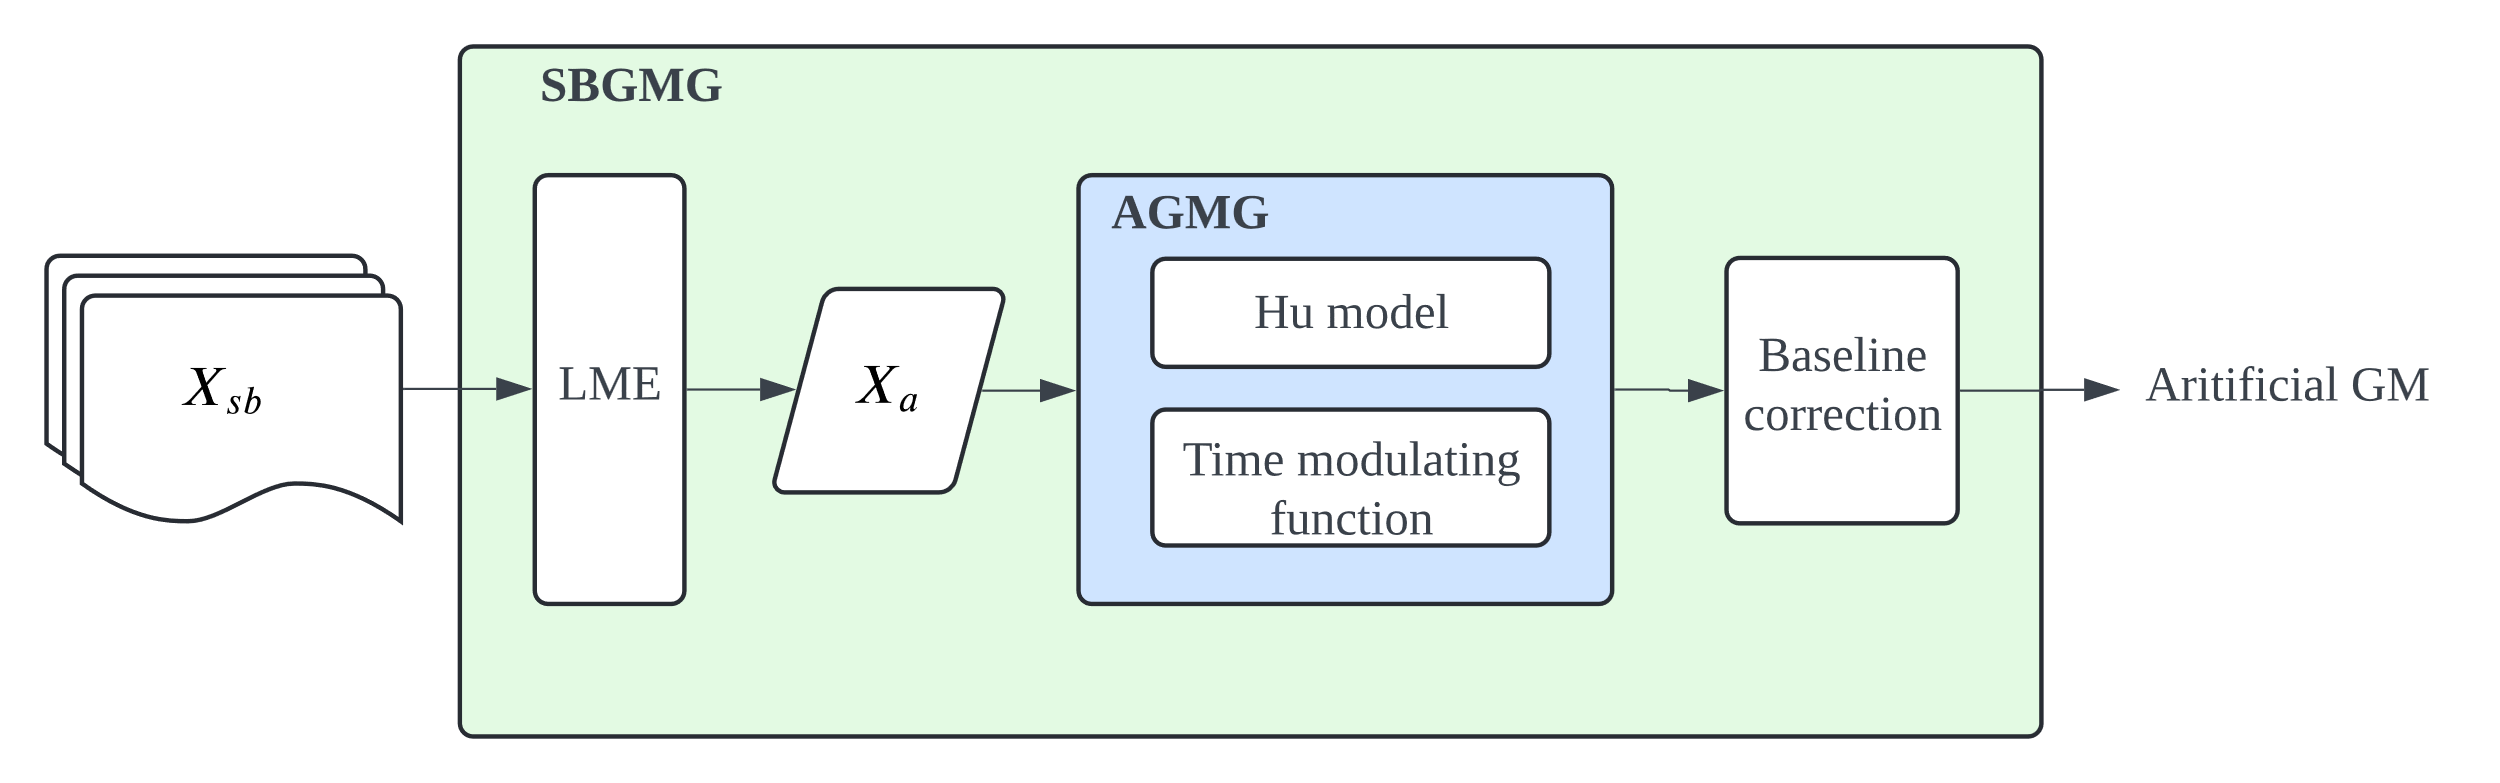 SBGMG
X_sb
LME
X_a
AGMG
Hu model
Time modulating
function
Baseline
correction
Aritificial GM